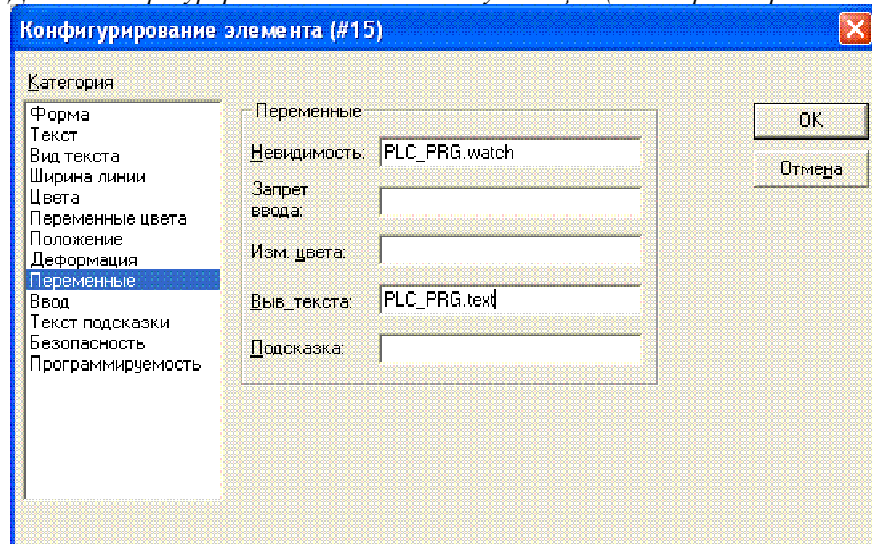 Конфигурирование элемента (#15)
Категория
Форма
Текст
Вид текста
Ширина линии
Цвета
Переменные цвета
Положение
Деформация
Переменные
Ввод
Текст подсказки
Безопасность
Программируемость
Переменные
Невидимость: PLC_PRG.watch
Запрет
ввода:
Изм. цвета:
Выв_текста: PLC_PRG.text
Подсказка:
OK
Отмена